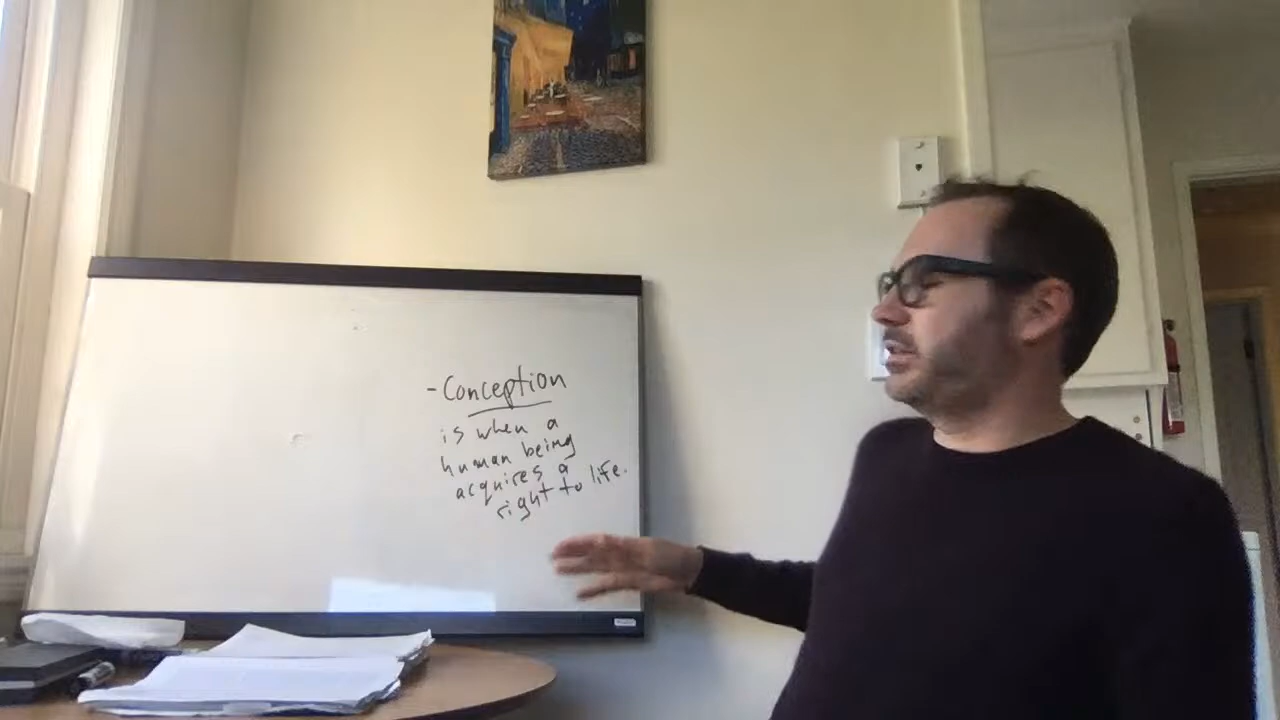 - Conception
is when a
human being
acquires a
right to life.